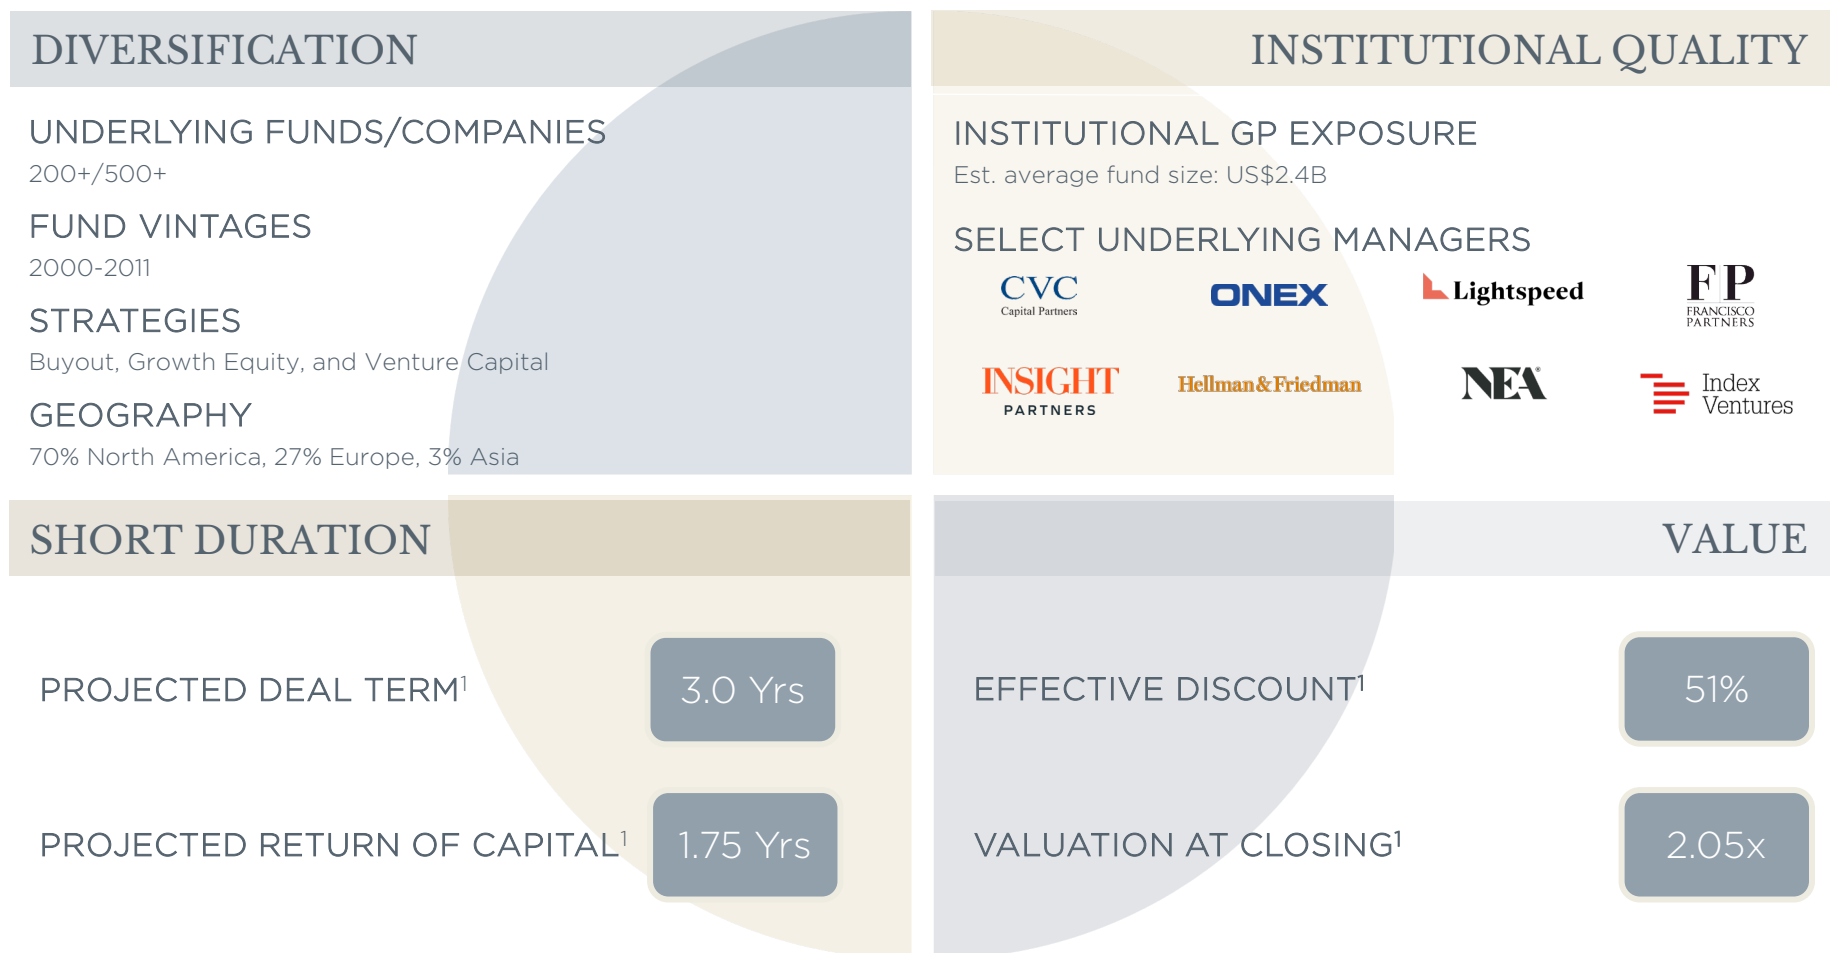 DIVERSIFICATION
UNDERLYING FUNDS/COMPANIES
200+/500+
FUND VINTAGES
2000-2011
STRATEGIES
Buyout, Growth Equity, and Venture Capital
GEOGRAPHY
70% North America, 27% Europe, 3% Asia
INSTITUTIONAL QUALITY
INSTITUTIONAL GP EXPOSURE
Est. average fund size: US$2.4B
SELECT UNDERLYING MANAGERS
CVC
Capital Partners
ONEX
Lightspeed
FP
FRANCISCO
PARTNERS
INSIGHT
PARTNERS
Hellman & Friedman
NEA®
Index
Ventures
SHORT DURATION
PROJECTED DEAL TERM¹
3.0 Yrs
PROJECTED RETURN OF CAPITAL¹
1.75 Yrs
VALUE
EFFECTIVE DISCOUNT¹
51%
VALUATION AT CLOSING¹
2.05x